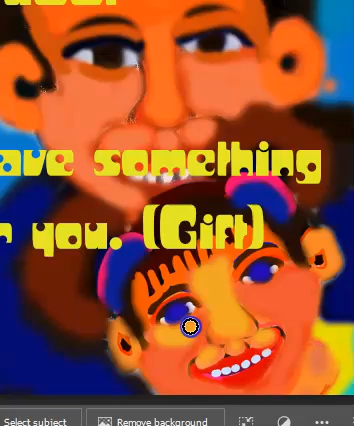 ave something
you. (Gift)
Select subject
Remove background